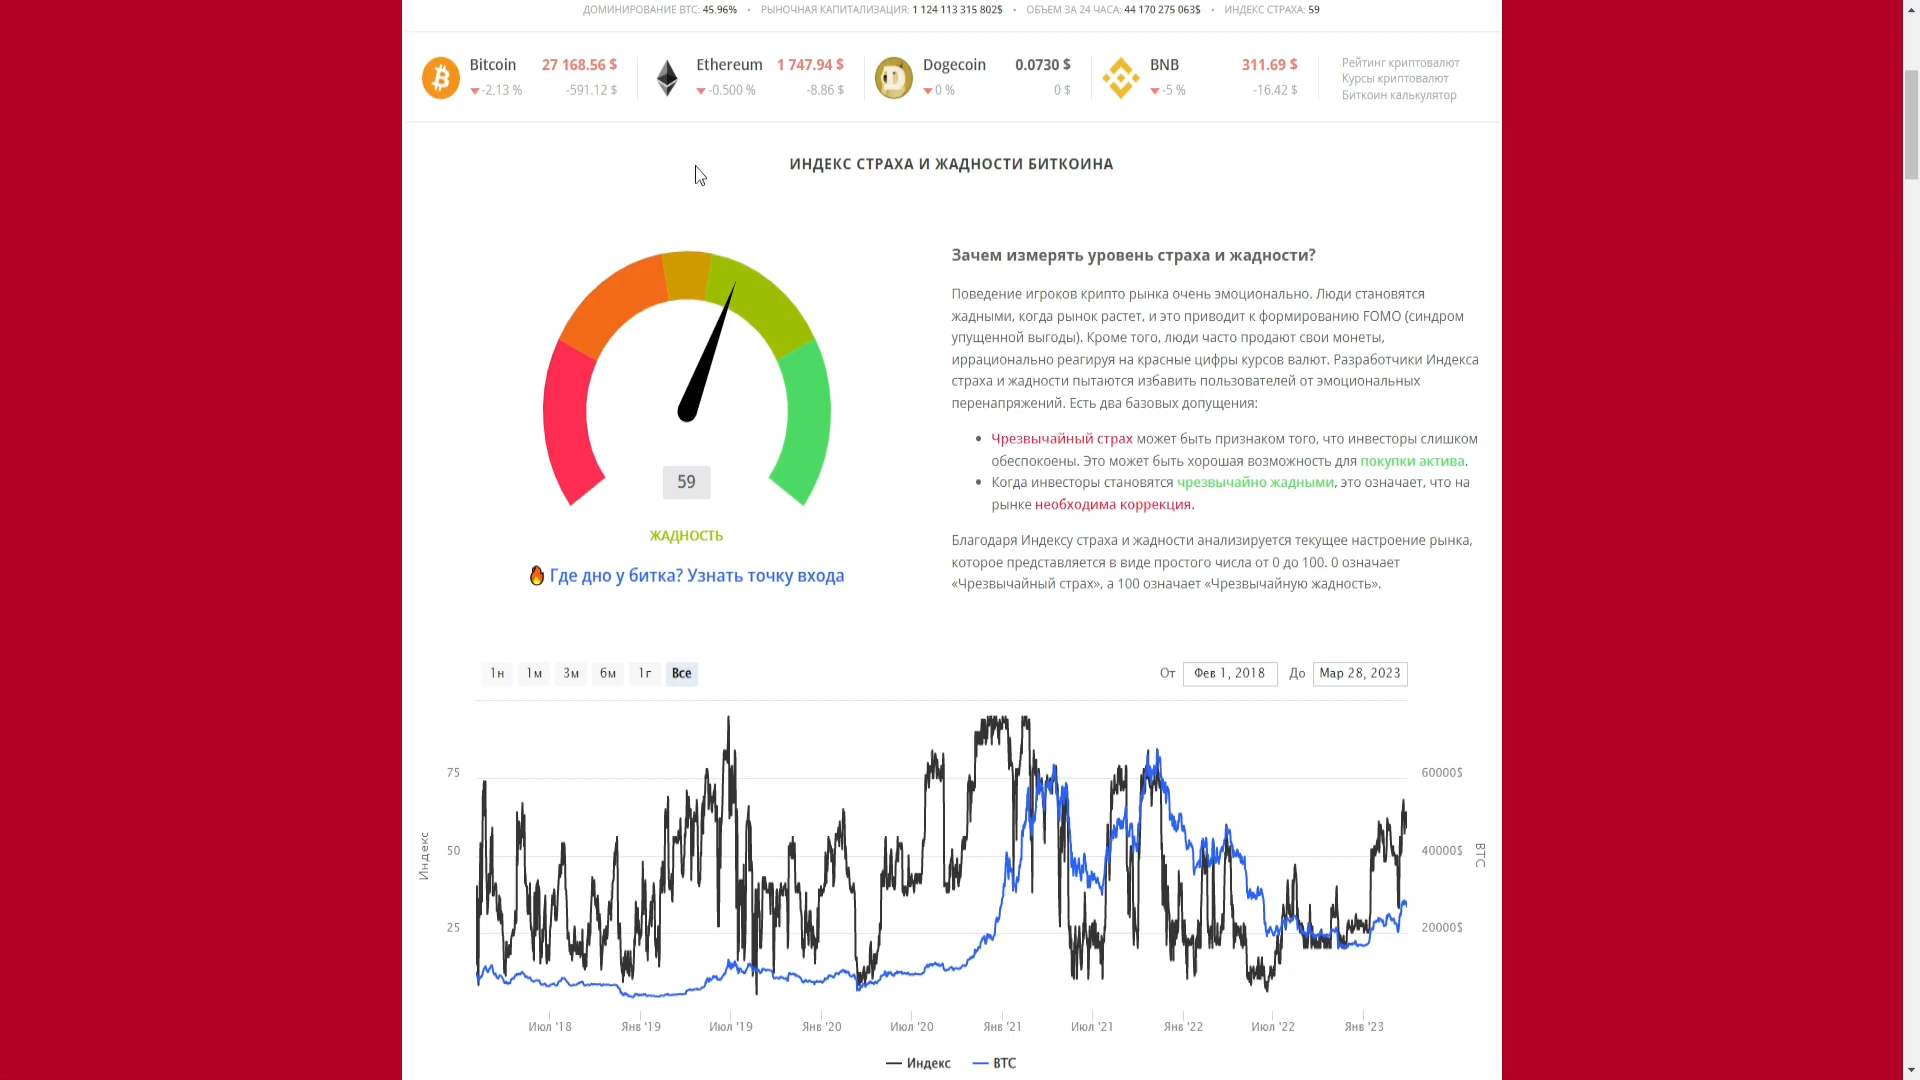 ДОМИНИРОВАНИЕ BTC: 45.96% • РЫНОЧНАЯ КАПИТАЛИЗАЦИЯ: 1 124 113 315 802$ • ОБЪЕМ ЗА 24 ЧАСА: 44 170 275 063$ • ИНДЕКС СТРАХА: 59
Bitcoin 27 168.56 $
-2.13 % -591.12 $
Ethereum 1 747.94 $
-0.500 % -8.86 $
Dogecoin 0.0730 $
0 % 0 $
BNB 311.69 $
-5 % -16.42 $
Рейтинг криптовалют
Курсы криптовалют
Биткоин калькулятор
ИНДЕКС СТРАХА И ЖАДНОСТИ БИТКОИНА
59
ЖАДНОСТЬ
Где дно у битка? Узнать точку входа
Зачем измерять уровень страха и жадности?
Поведение игроков крипто рынка очень эмоционально. Люди становятся
жадными, когда рынок растет, и это приводит к формированию FOMO (синдром
упущенной выгоды). Кроме того, люди часто продают свои монеты,
иррационально реагируя на красные цифры курсов валют. Разработчики Индекса
страха и жадности пытаются избавить пользователей от эмоциональных
перенапряжений. Есть два базовых допущения:
• Чрезвычайный страх может быть признаком того, что инвесторы слишком
обеспокоены. Это может быть хорошая возможность для покупки актива.
• Когда инвесторы становятся чрезвычайно жадными, это означает, что на
рынке необходима коррекция.
Благодаря Индексу страха и жадности анализируется текущее настроение рынка,
которое представляется в виде простого числа от 0 до 100. 0 означает
«Чрезвычайный страх», а 100 означает «Чрезвычайную жадность».
1н 1м 3м 6м 1г Все
От Фев 1, 2018 До Мар 28, 2023
75 60000$
50 40000$
25 20000$
Индекс
BTC
Июл '18 Янв '19 Июл '19 Янв '20 Июл '20 Янв '21 Июл '21 Янв '22 Июл '22 Янв '23
Индекс BTC